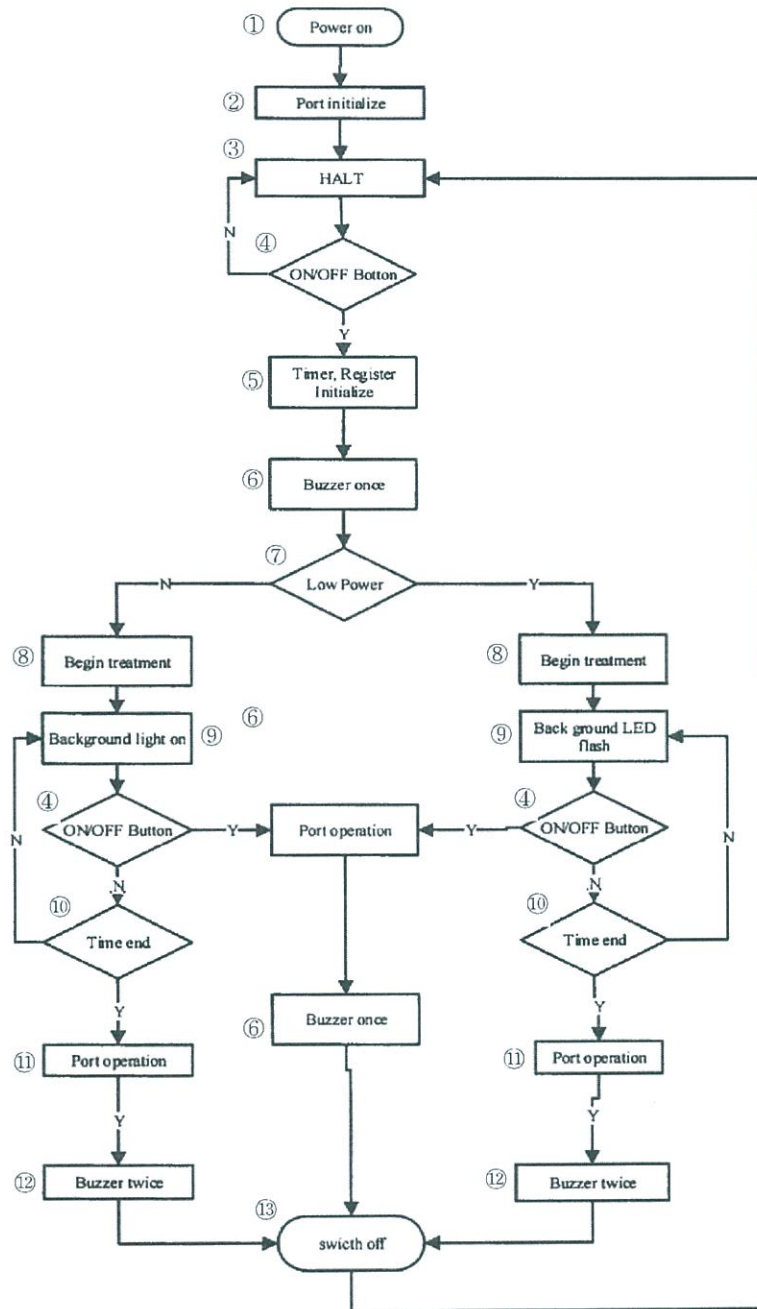 ① Power on
② Port initialize
③
HALT
N
④
ON/OFF Botton
Y
⑤ Timer, Register
Initialize
⑥ Buzzer once
⑦
Low Power
N
Y
⑧ Begin treatment
⑧ Begin treatment
Background light on ⑨
⑥
⑨ Back ground LED
flash
④
ON/OFF Button
Y
Port operation
Y
④
ON/OFF Button
N
N
N
N
⑩
Time end
⑩
Time end
Y
⑥ Buzzer once
Y
⑪ Port operation
⑪ Port operation
Y
Y
⑫ Buzzer twice
⑫ Buzzer twice
⑬
swicth off